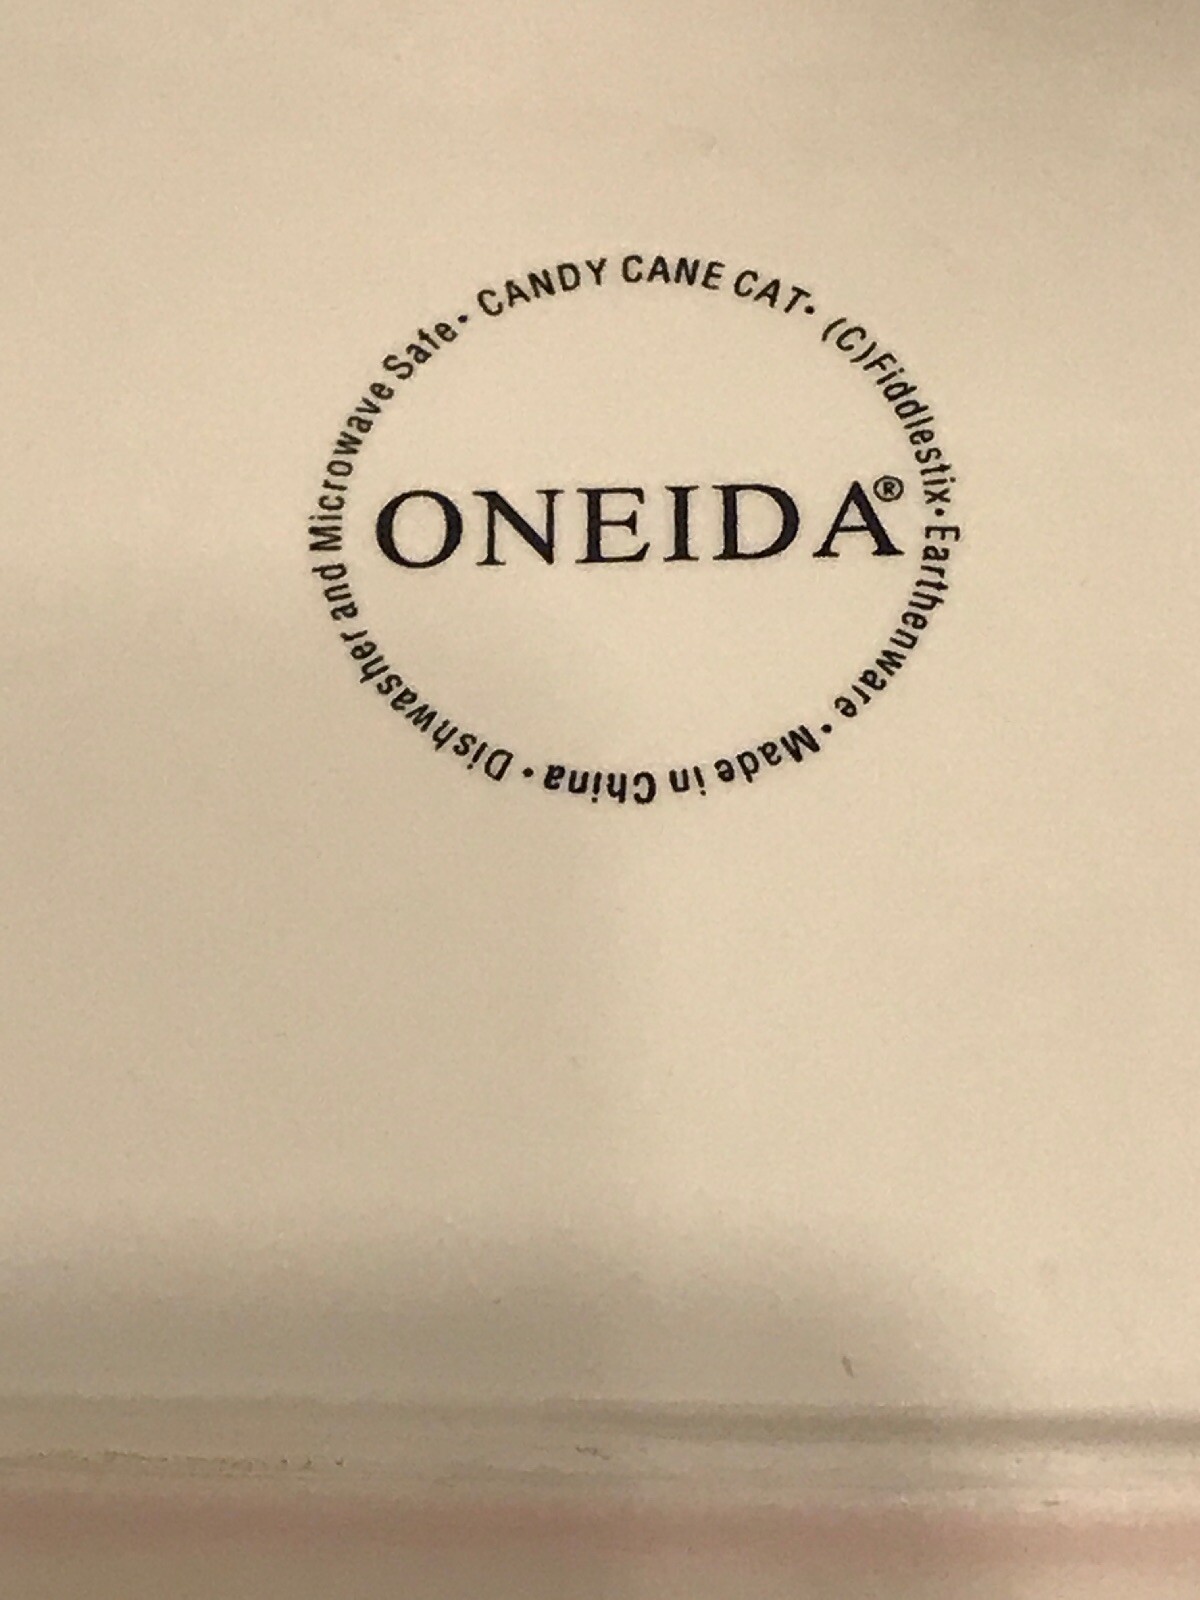 CANDY CANE CAT • (C)Fiddlestix • Earthenware • Made in China • Dishwasher and Microwave Safe •
ONEIDA®